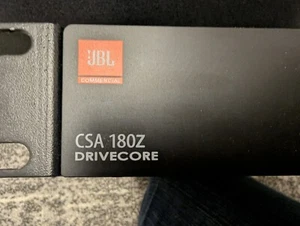 JBL
COMMERCIAL
CSA 180Z
DRIVECORE